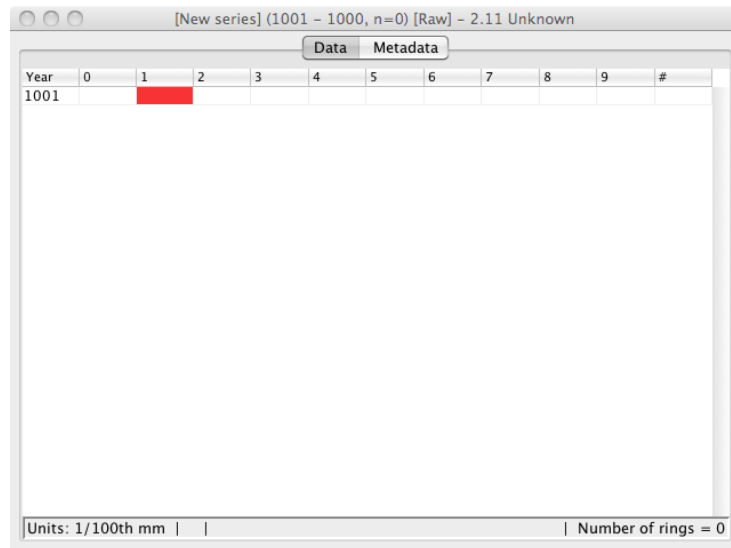 [New series] (1001 – 1000, n=0) [Raw] – 2.11 Unknown
Data Metadata
Year 0 1 2 3 4 5 6 7 8 9 #
1001
Units: 1/100th mm | | | Number of rings = 0